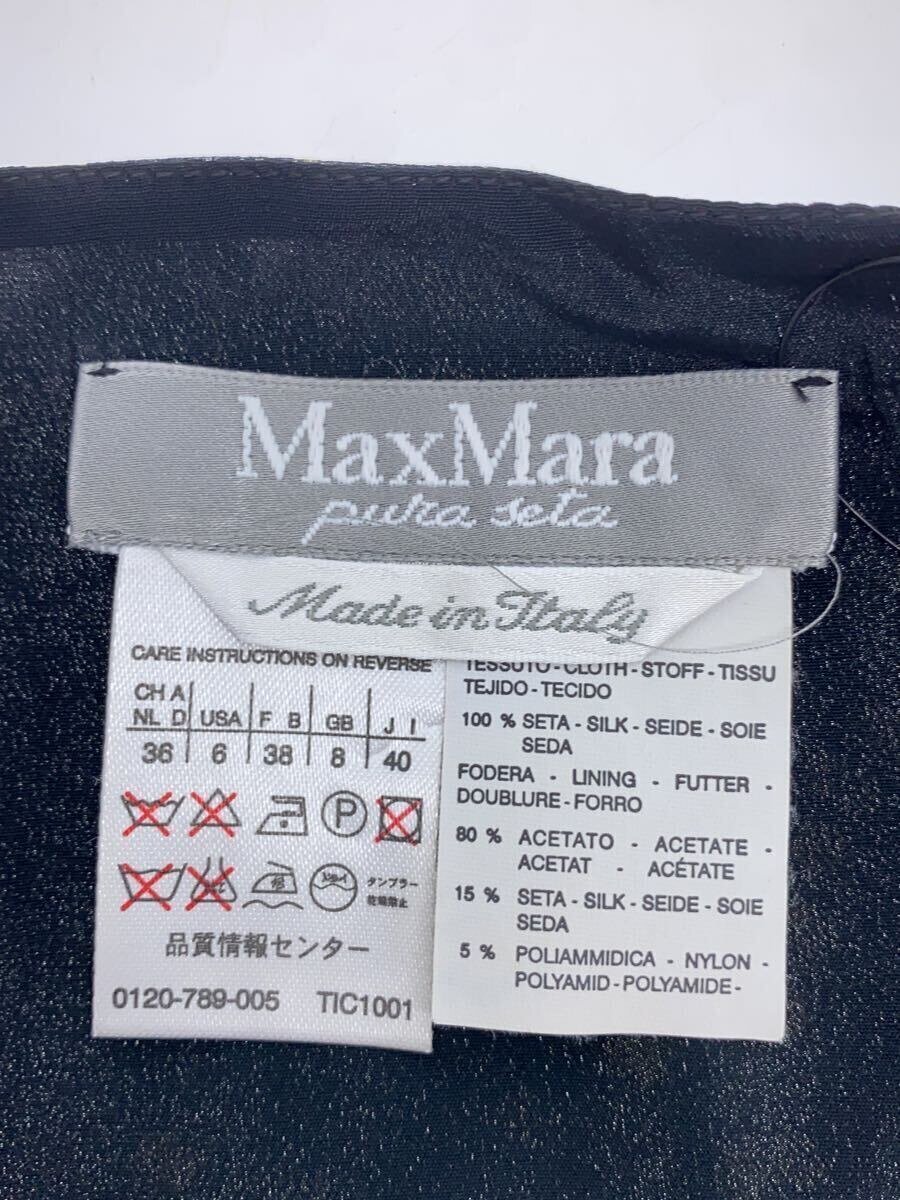 MaxMara
pura seta
Made in Italy
CARE INSTRUCTIONS ON REVERSE
CH A
NL D USA F B GB J I
36 6 38 8 40
P
タンブラー
乾燥禁止
品質情報センター
0120-789-005 TIC1001
TESSUTO - CLOTH - STOFF - TISSU
TEJIDO - TECIDO
100 % SETA - SILK - SEIDE - SOIE
SEDA
FODERA - LINING - FUTTER -
DOUBLURE - FORRO
80 % ACETATO - ACETATE -
ACETAT - ACÉTATE
15 % SETA - SILK - SEIDE - SOIE
SEDA
5 % POLIAMMIDICA - NYLON -
POLYAMID - POLYAMIDE -